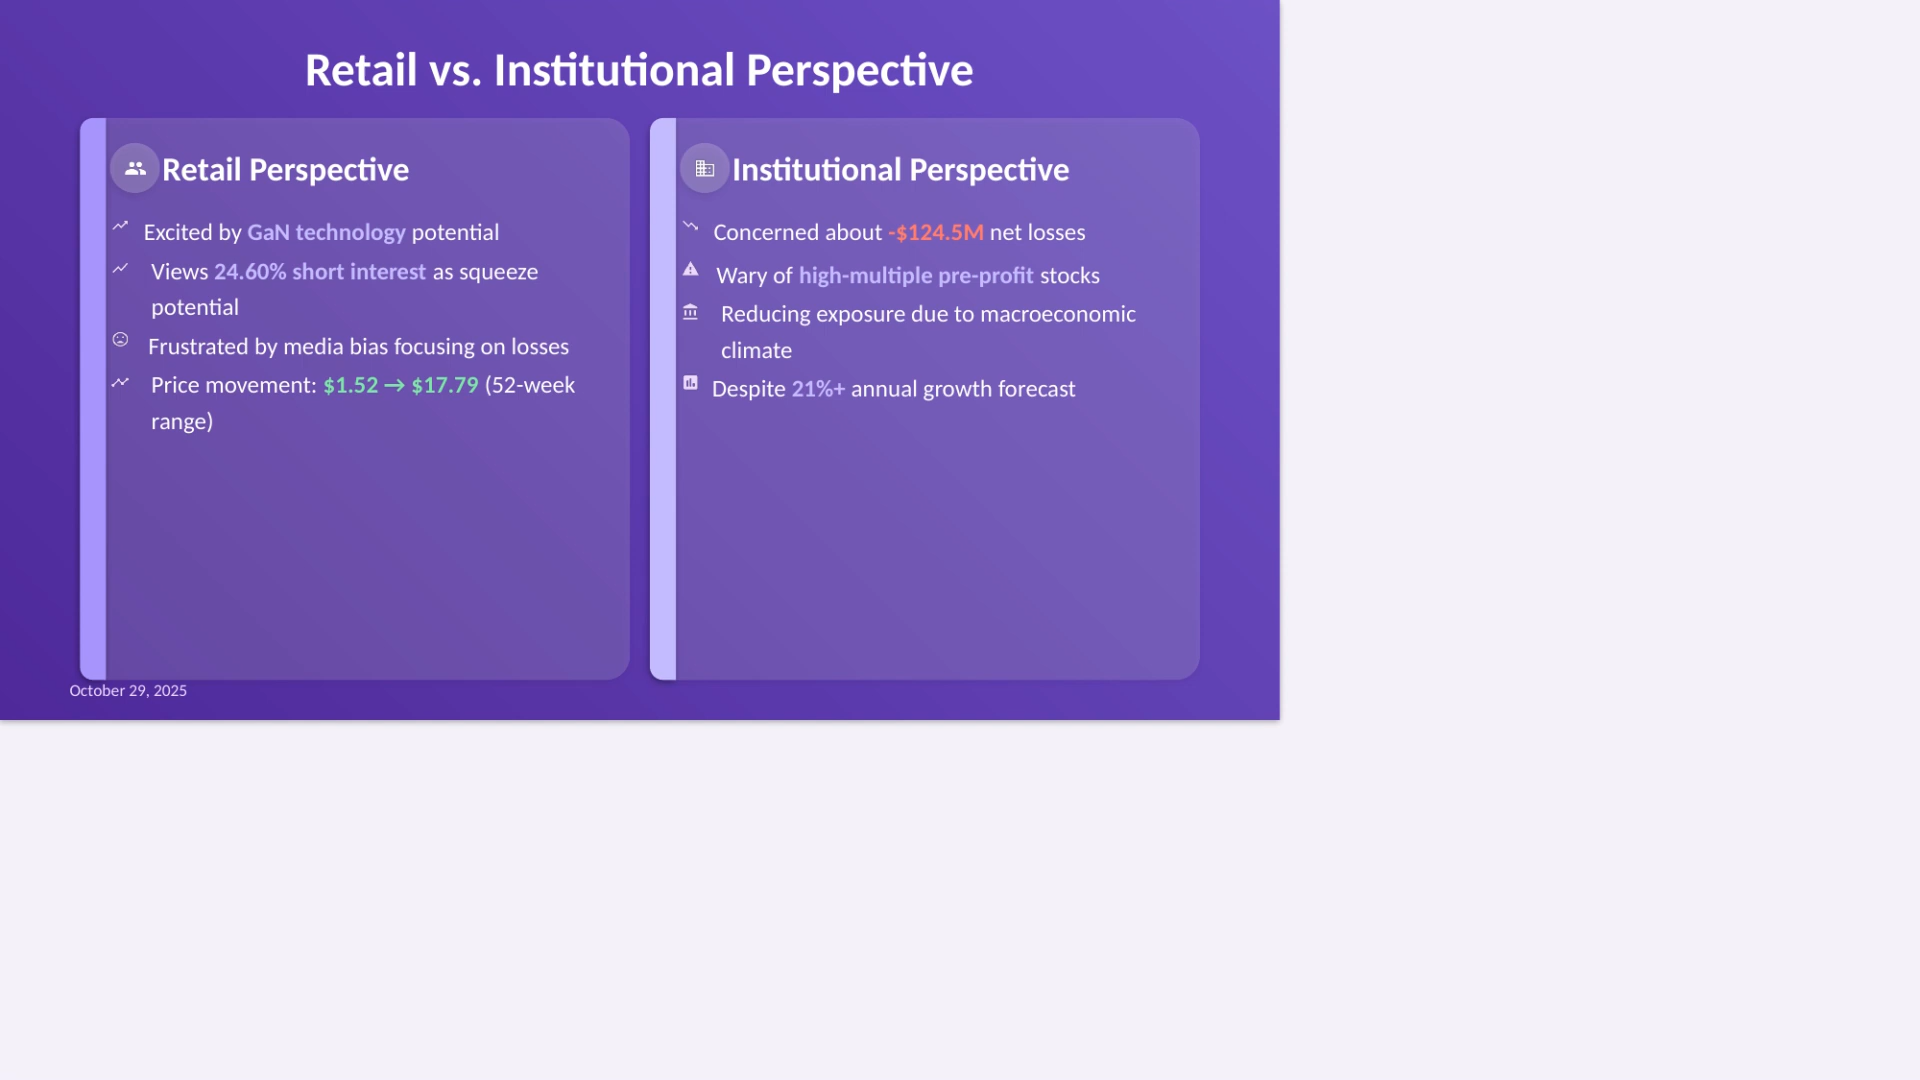 Retail vs. Institutional Perspective
Retail Perspective
Excited by GaN technology potential
Views 24.60% short interest as squeeze
potential
Frustrated by media bias focusing on losses
Price movement: $1.52 → $17.79 (52-week
range)
Institutional Perspective
Concerned about -$124.5M net losses
Wary of high-multiple pre-profit stocks
Reducing exposure due to macroeconomic
climate
Despite 21%+ annual growth forecast
October 29, 2025